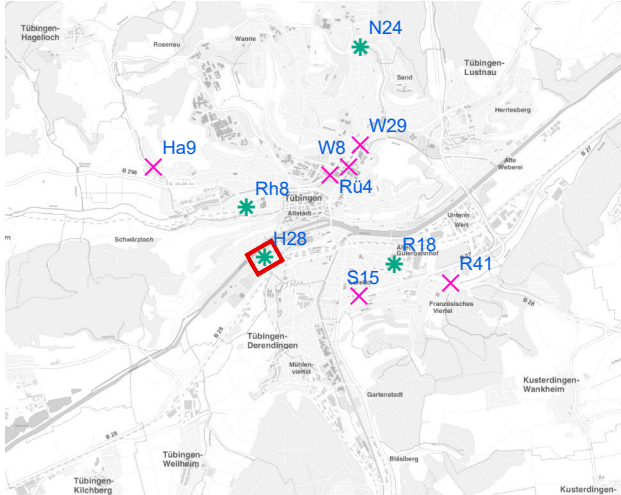 Tübingen-
Hagelloch
Rosenau
Wanne
N24
Sand
Tübingen-
Lustnau
Herrlesberg
W29
W8
Ha9
B 296
Rü4
B 27
Alte
Weberei
Rh8
Tübingen
Altstadt
Unterer
Wert
Schwärzloch
H28
R18
Güterbahnhof
S15
R41
B 28
Französisches
Viertel
B 28
Tübingen-
Derendingen
Mühlen-
viertel
Gartenstadt
Kusterdingen-
Wankheim
B 28
Tübingen-
Weilheim
Bläsiberg
Tübingen-
Kilchberg
Kusterdingen-